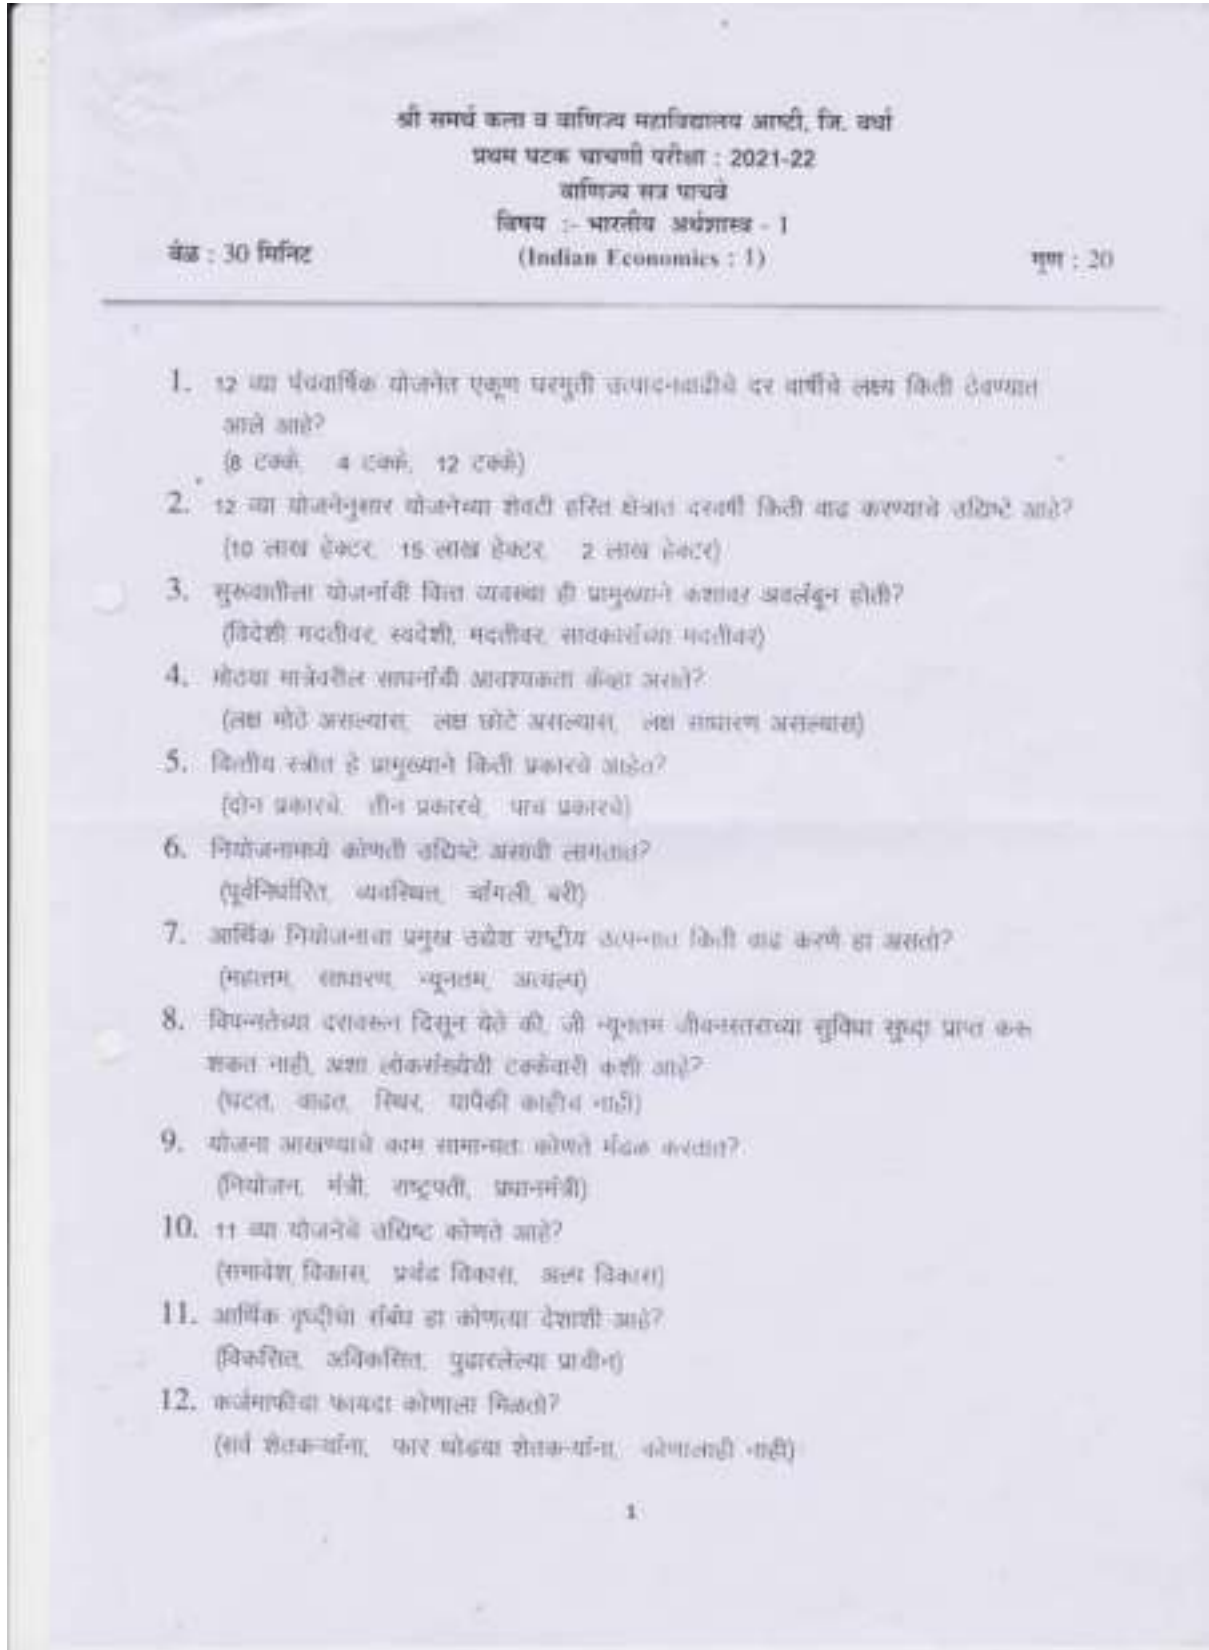 श्री समर्थ कला व वाणिज्य महाविद्यालय आष्टी, जि. वर्धा
प्रथम घटक चाचणी परीक्षा : 2021-22
वाणिज्य सत्र पाचवे
विषय :- भारतीय अर्थशास्त्र - 1
वेळ : 30 मिनिट (Indian Economics : 1) गुण : 20
1. 12 व्या पंचवार्षिक योजनेत एकूण घरगुती उत्पादनवाढीचे दर वार्षीचे लक्ष्य किती ठेवण्यात
आले आहे?
(8 टक्के, 4 टक्के, 12 टक्के)
2. 12 व्या योजनेनुसार योजनेच्या शेवटी हरित क्षेत्रात दरवर्षी किती वाढ करण्याचे उद्यिष्टे आहे?
(10 लाख हेक्टर, 15 लाख हेक्टर, 2 लाख हेक्टर)
3. सुरूवातीला योजनांची वित्त व्यवस्था ही प्रामुख्याने कशावर अवलंबून होती?
(विदेशी मदतीवर, स्वदेशी, मदतीवर, सावकारांच्या मदतीवर)
4. मोठया मात्रेवरील साधनांची आवश्यकता केंव्हा असते?
(लक्ष मोठे असल्यास, लक्ष छोटे असल्यास, लक्ष साधारण असल्यास)
5. वित्तीय स्त्रोत हे प्रामुख्याने किती प्रकारचे आहेत?
(दोन प्रकारचे, तीन प्रकारचे, पाच प्रकारचे)
6. नियोजनामध्ये कोणती उद्यिष्टे असावी लागतात?
(पूर्वनिर्धारित, व्यवस्थित, चांगली, बरी)
7. आर्थिक नियोजनाचा प्रमुख उद्येश राष्ट्रीय उत्पन्नात किती वाढ करणे हा असतो?
(महत्तम, साधारण, न्यूनतम, अत्यल्प)
8. विपन्नतेच्या दरावरून दिसून येते की, जी न्यूनतम जीवनस्तराच्या सुविधा सुध्दा प्राप्त करू
शकत नाही, अशा लोकसंख्येची टक्केवारी कशी आहे?
(घटत, वाढत, स्थिर, यापैकी काहीच नाही)
9. योजना आखण्याचे काम सामान्यतः कोणते मंडळ करतात?
(नियोजन, मंत्री, राष्ट्रपती, प्रधानमंत्री)
10. 11 व्या योजनेचे उद्यिष्ट कोणते आहे?
(समावेश विकास, प्रचंड विकास, अल्प विकास)
11. आर्थिक वृध्दीचा संबंध हा कोणत्या देशाशी आहे?
(विकसित, अविकसित, पुढारलेल्या प्राचीन)
12. कर्जमाफीचा फायदा कोणाला मिळतो?
(सर्व शेतकऱ्यांना, फार थोडया शेतकऱ्यांना, कोणालाही नाही)
1